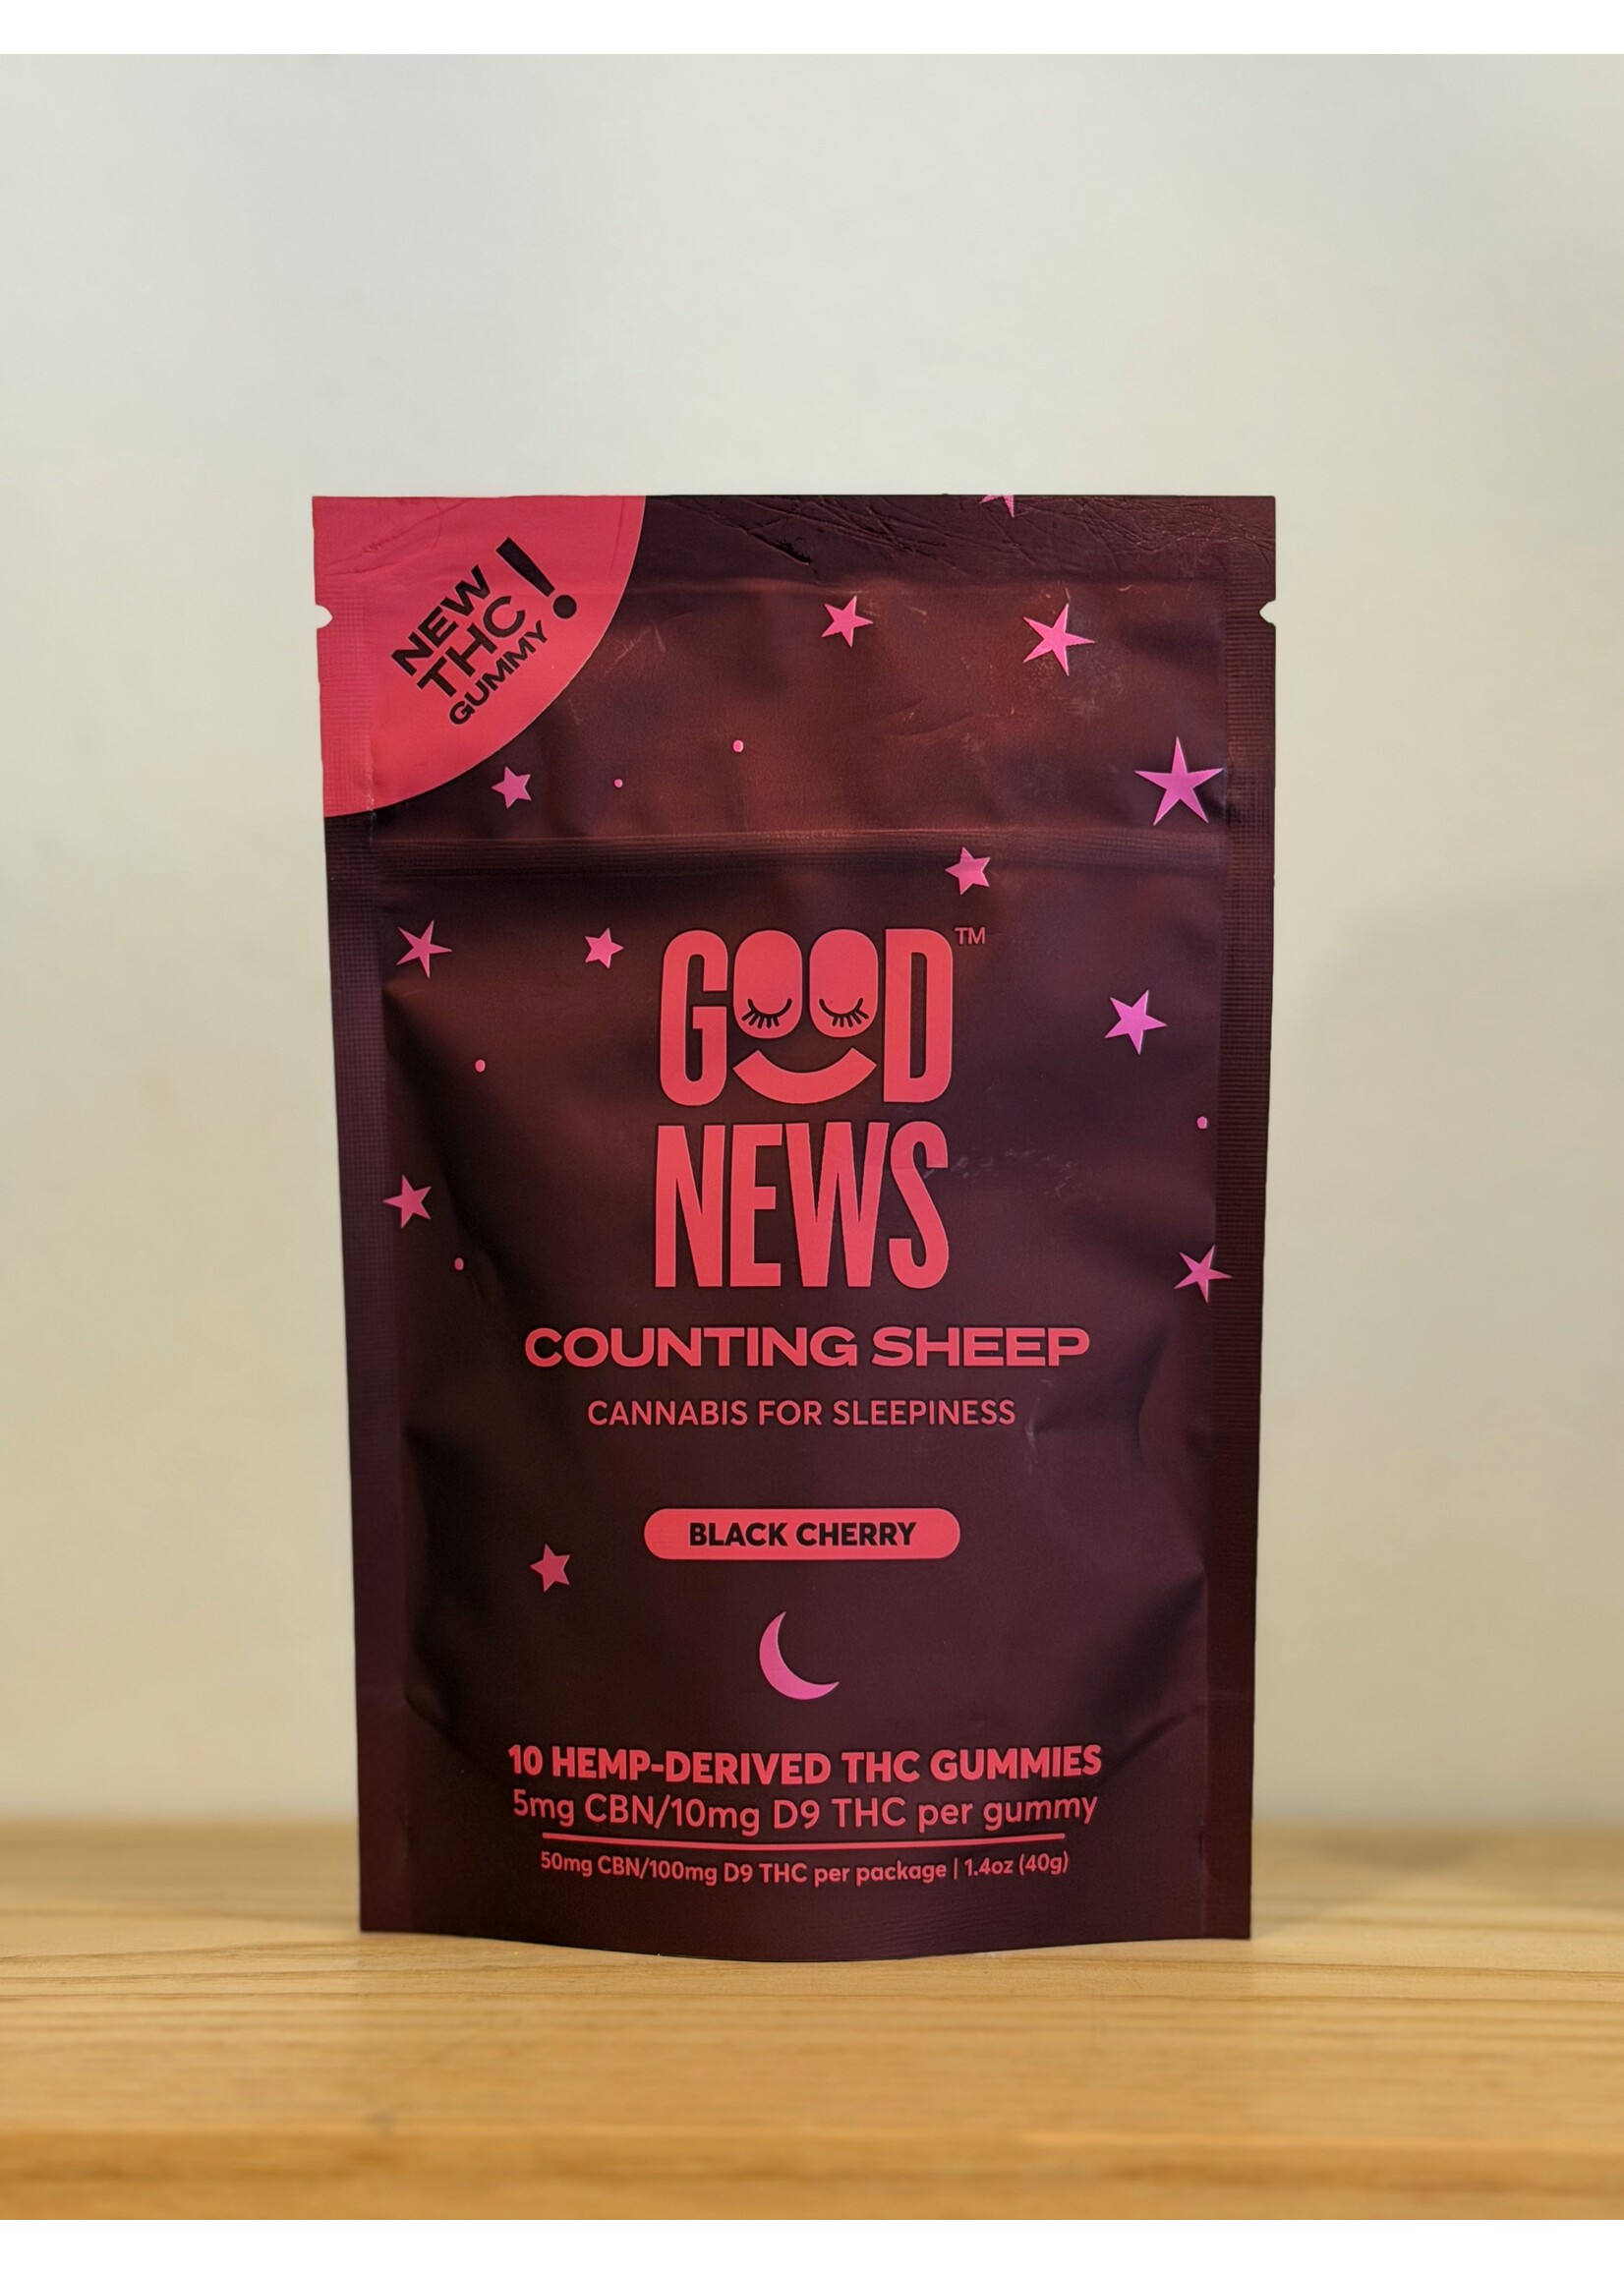 NEW
THC
GUMMY!
GOOD™
NEWS
COUNTING SHEEP
CANNABIS FOR SLEEPINESS
BLACK CHERRY
10 HEMP-DERIVED THC GUMMIES
5mg CBN/10mg D9 THC per gummy
50mg CBN/100mg D9 THC per package | 1.4oz (40g)